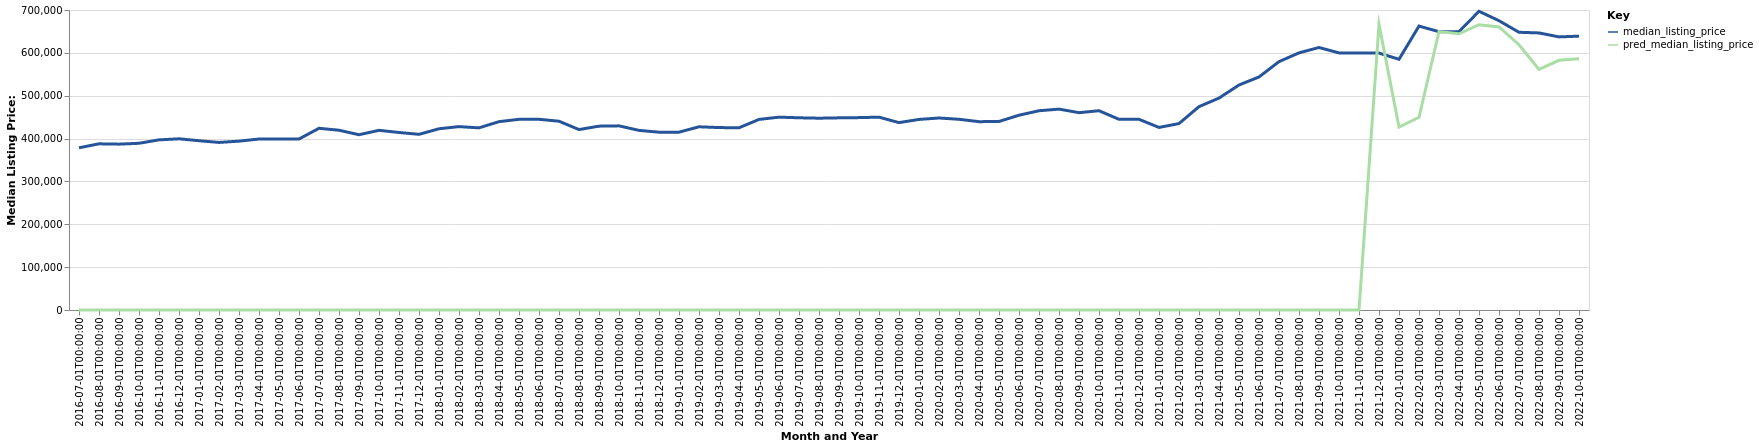 700,000
600,000
500,000
400,000
300,000
200,000
100,000
0
Median Listing Price:
2016-07-01T00:00:00
2016-08-01T00:00:00
2016-09-01T00:00:00
2016-10-01T00:00:00
2016-11-01T00:00:00
2016-12-01T00:00:00
2017-01-01T00:00:00
2017-02-01T00:00:00
2017-03-01T00:00:00
2017-04-01T00:00:00
2017-05-01T00:00:00
2017-06-01T00:00:00
2017-07-01T00:00:00
2017-08-01T00:00:00
2017-09-01T00:00:00
2017-10-01T00:00:00
2017-11-01T00:00:00
2017-12-01T00:00:00
2018-01-01T00:00:00
2018-02-01T00:00:00
2018-03-01T00:00:00
2018-04-01T00:00:00
2018-05-01T00:00:00
2018-06-01T00:00:00
2018-07-01T00:00:00
2018-08-01T00:00:00
2018-09-01T00:00:00
2018-10-01T00:00:00
2018-11-01T00:00:00
2018-12-01T00:00:00
2019-01-01T00:00:00
2019-02-01T00:00:00
2019-03-01T00:00:00
2019-04-01T00:00:00
2019-05-01T00:00:00
2019-06-01T00:00:00
2019-07-01T00:00:00
2019-08-01T00:00:00
2019-09-01T00:00:00
2019-10-01T00:00:00
2019-11-01T00:00:00
2019-12-01T00:00:00
2020-01-01T00:00:00
2020-02-01T00:00:00
2020-03-01T00:00:00
2020-04-01T00:00:00
2020-05-01T00:00:00
2020-06-01T00:00:00
2020-07-01T00:00:00
2020-08-01T00:00:00
2020-09-01T00:00:00
2020-10-01T00:00:00
2020-11-01T00:00:00
2020-12-01T00:00:00
2021-01-01T00:00:00
2021-02-01T00:00:00
2021-03-01T00:00:00
2021-04-01T00:00:00
2021-05-01T00:00:00
2021-06-01T00:00:00
2021-07-01T00:00:00
2021-08-01T00:00:00
2021-09-01T00:00:00
2021-10-01T00:00:00
2021-11-01T00:00:00
2021-12-01T00:00:00
2022-01-01T00:00:00
2022-02-01T00:00:00
2022-03-01T00:00:00
2022-04-01T00:00:00
2022-05-01T00:00:00
2022-06-01T00:00:00
2022-07-01T00:00:00
2022-08-01T00:00:00
2022-09-01T00:00:00
2022-10-01T00:00:00
Month and Year
Key
median_listing_price
pred_median_listing_price